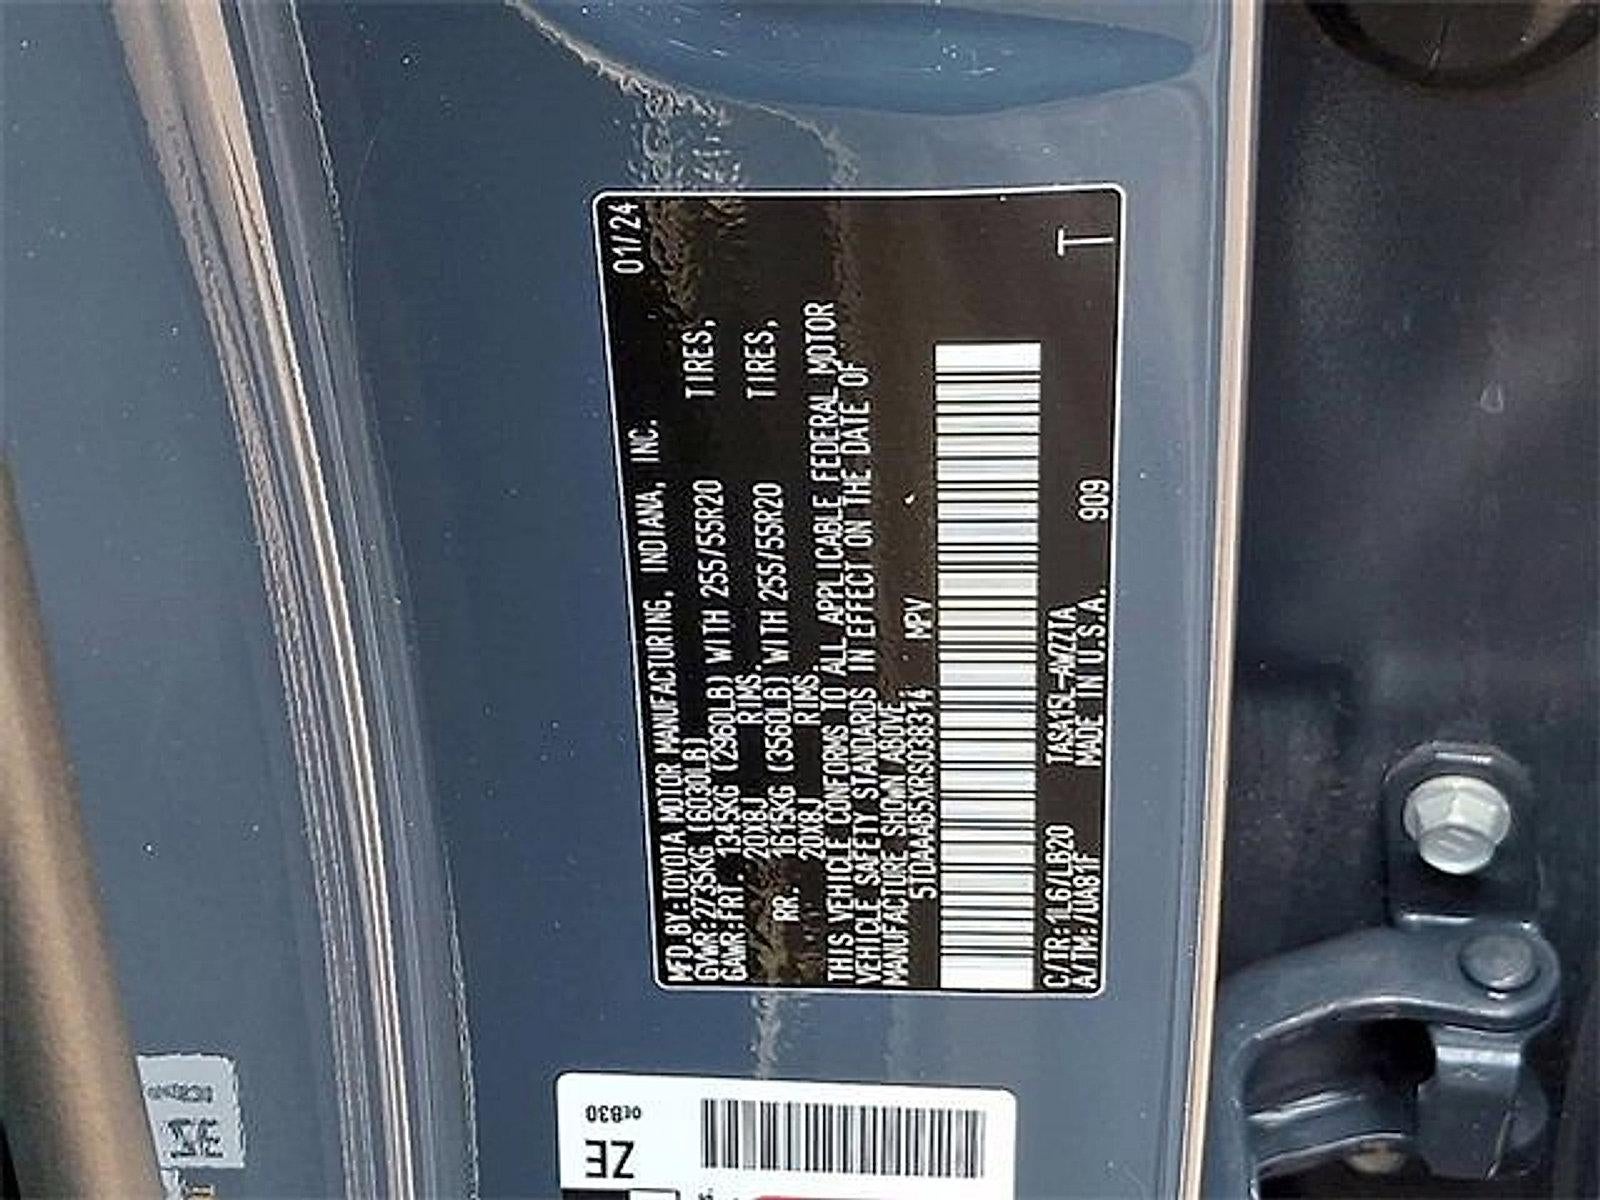 MFD.BY:TOYOTA MOTOR MANUFACTURING, INDIANA, INC. 01/24
GVWR:2735KG (6030LB)
GAWR:FRT. 1345KG (2960LB) WITH 255/55R20 TIRES,
20X8J RIMS,
RR. 1615KG (3560LB) WITH 255/55R20 TIRES,
20X8J RIMS.
THIS VEHICLE CONFORMS TO ALL APPLICABLE FEDERAL MOTOR
VEHICLE SAFETY STANDARDS IN EFFECT ON THE DATE OF
MANUFACTURE SHOWN ABOVE.
5TDAAAB5XRS038314 MPV
C/TR:1L6/LB20 TASA15L-AWZZ1A T
A/TM:/UA81F MADE IN U.S.A. 909
ZE